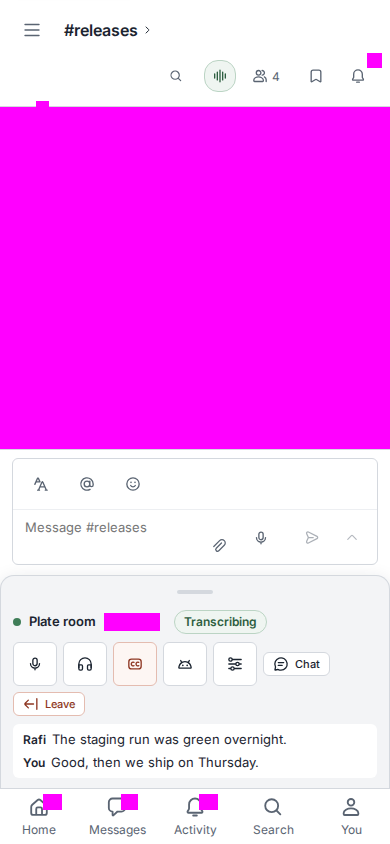 #releases
4
Message #releases
Plate room
Transcribing
CC
Chat
Leave
Rafi The staging run was green overnight.
You Good, then we ship on Thursday.
Home
Messages
Activity
Search
You